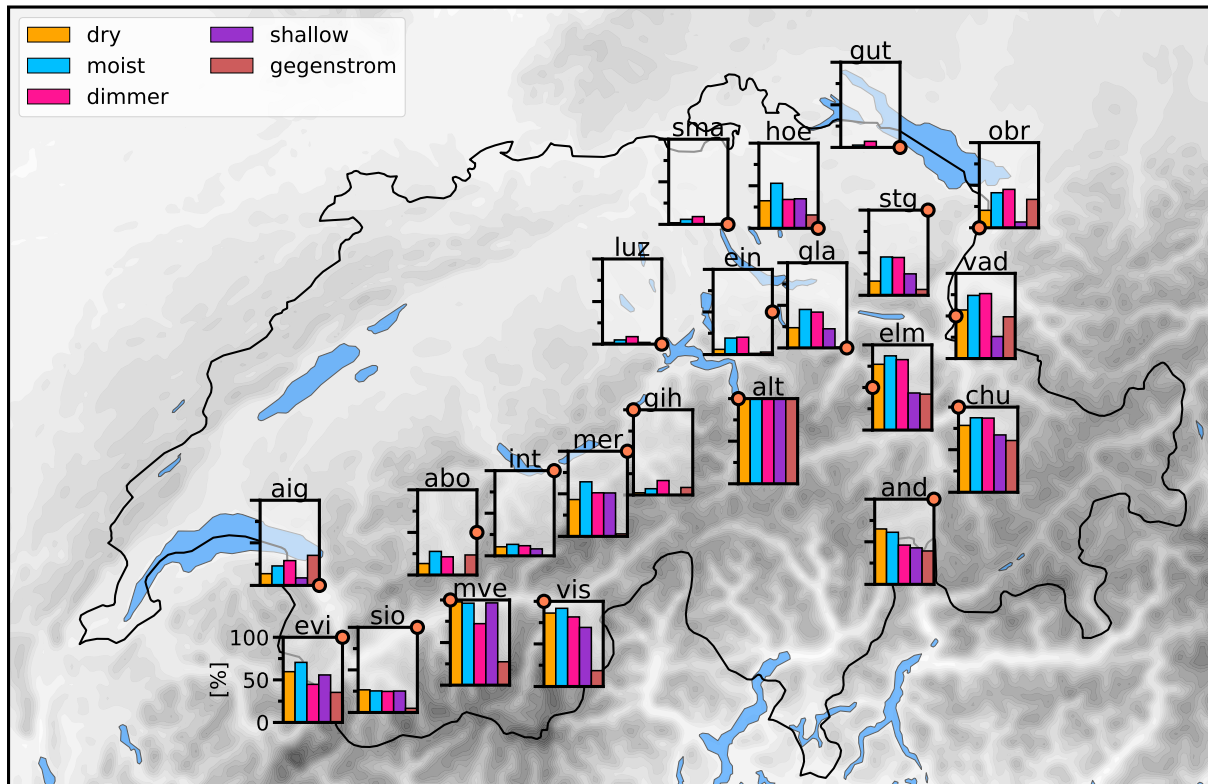 dry
moist
dimmer
shallow
gegenstrom
gut
sma
hoe
obr
stg
luz
ein
gla
vad
elm
gih
alt
chu
mer
int
abo
aig
and
mve
vis
sio
evi
100
50
0
[%]